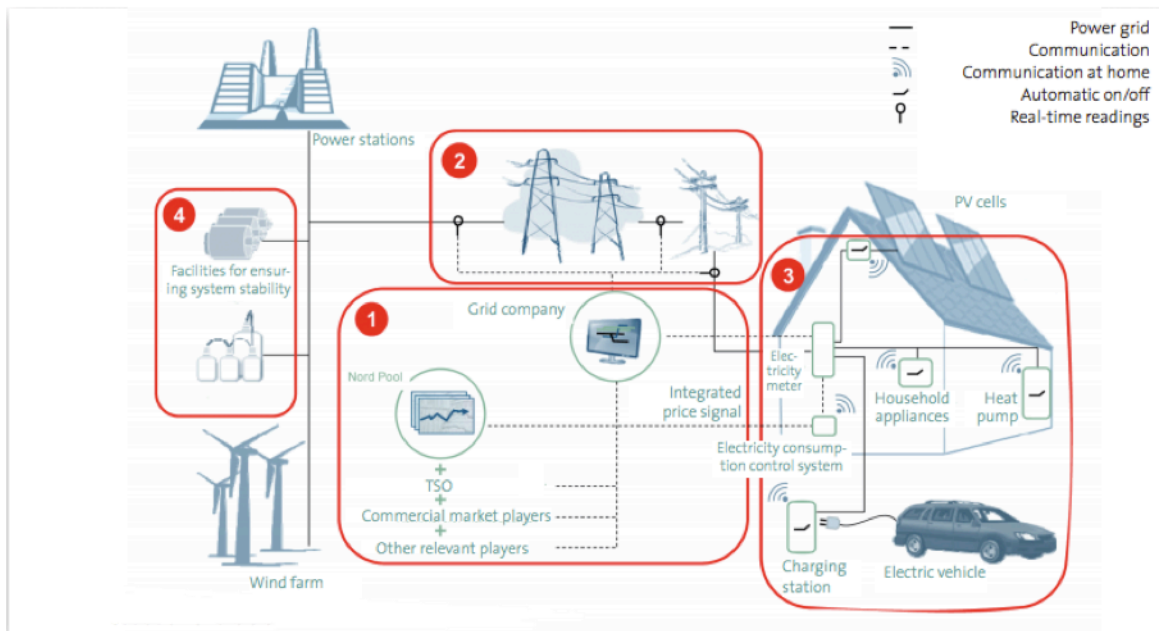 Power grid
Communication
Communication at home
Automatic on/off
Real-time readings
Power stations
2
4
Facilities for ensur-
ing system stability
PV cells
3
1
Grid company
Elec-
tricity
meter
Nord Pool
Integrated
price signal
Household
appliances
Heat
pump
Electricity consump-
tion control system
TSO
Commercial market players
Other relevant players
Wind farm
Charging
station
Electric vehicle